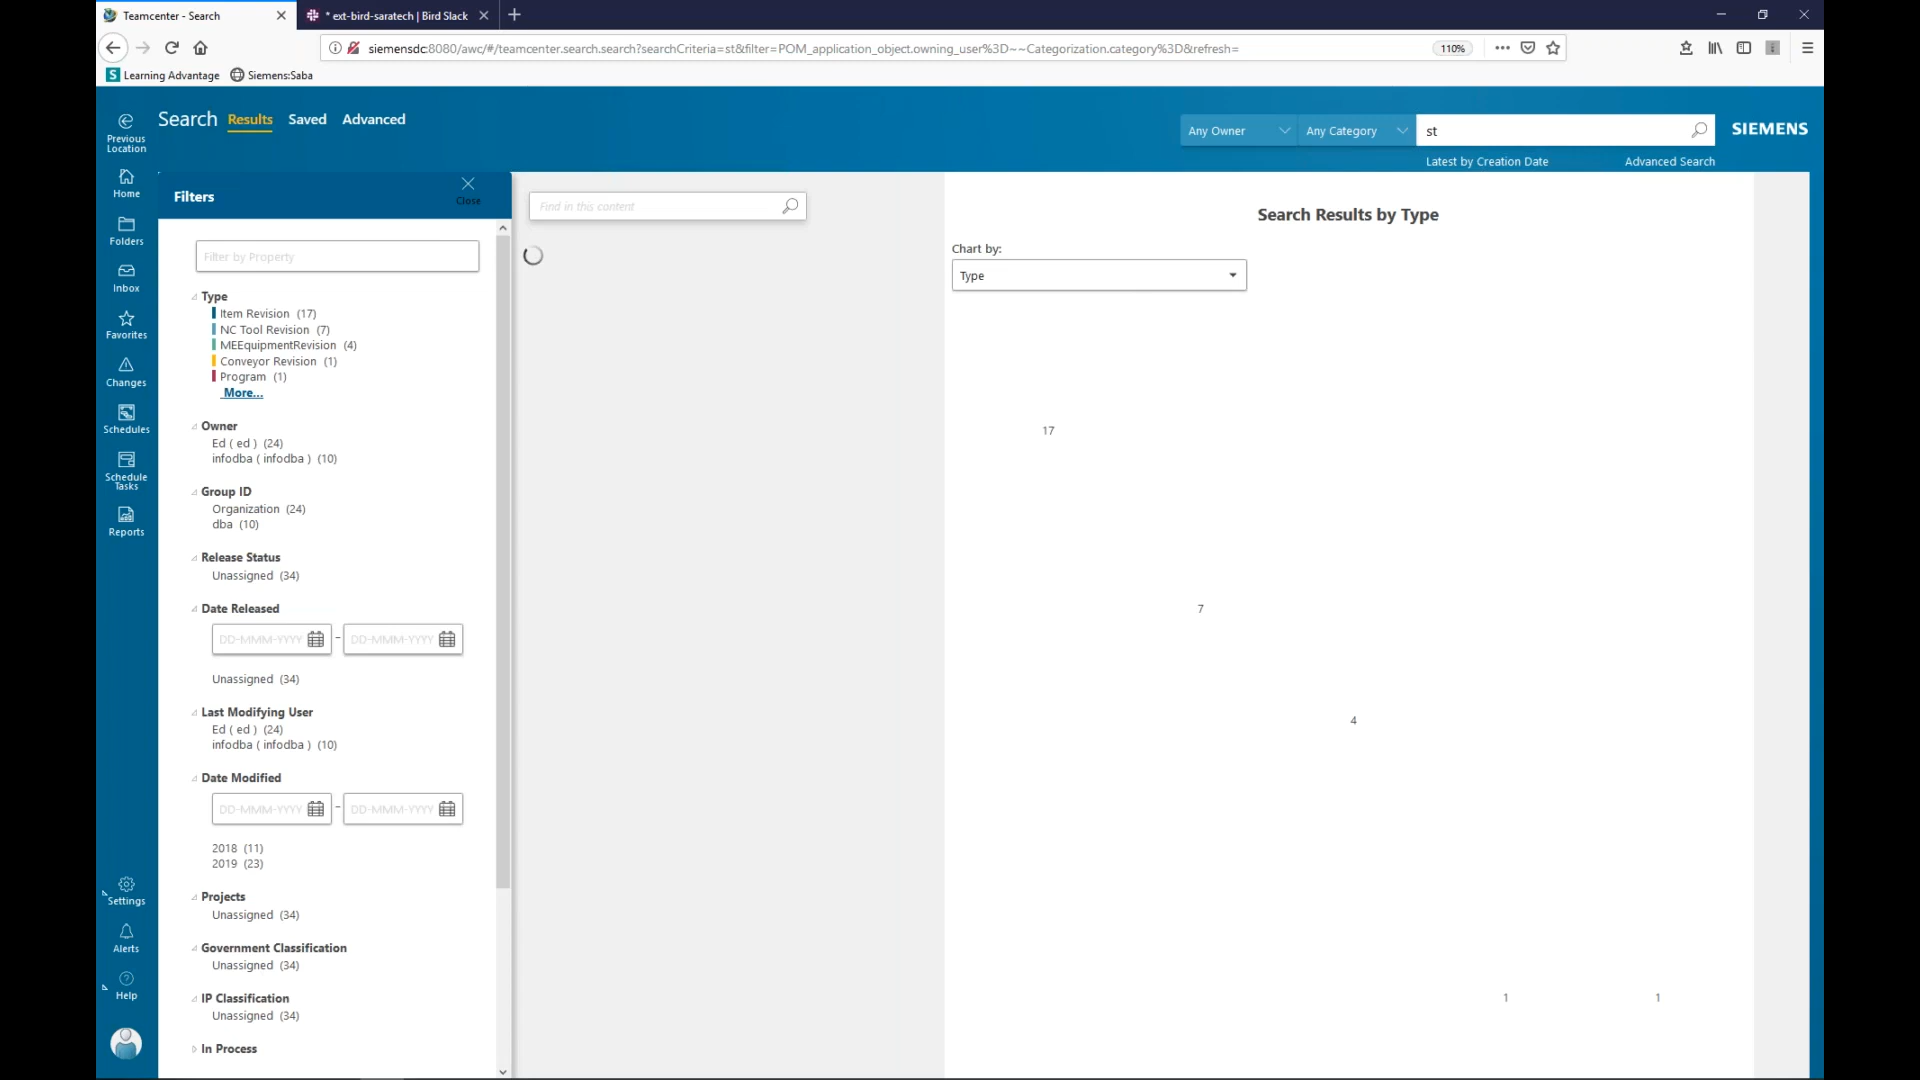 Teamcenter - Search
* ext-bird-saratech | Bird Slack
siemensdc:8080/awc/#/teamcenter.search.search?searchCriteria=st&filter=POM_application_object.owning_user%3D~~Categorization.category%3D&refresh=
110%
Learning Advantage
Siemens:Saba
Previous
Location
Search
Results
Saved
Advanced
Any Owner
Any Category
st
SIEMENS
Latest by Creation Date
Advanced Search
Home
Folders
Inbox
Favorites
Changes
Schedules
Schedule
Tasks
Reports
Settings
Alerts
Help
Filters
Close
Filter by Property
Type
Item Revision (17)
NC Tool Revision (7)
MEEquipmentRevision (4)
Conveyor Revision (1)
Program (1)
More...
Owner
Ed ( ed ) (24)
infodba ( infodba ) (10)
Group ID
Organization (24)
dba (10)
Release Status
Unassigned (34)
Date Released
DD-MMM-YYYY - DD-MMM-YYYY
Unassigned (34)
Last Modifying User
Ed ( ed ) (24)
infodba ( infodba ) (10)
Date Modified
DD-MMM-YYYY - DD-MMM-YYYY
2018 (11)
2019 (23)
Projects
Unassigned (34)
Government Classification
Unassigned (34)
IP Classification
Unassigned (34)
In Process
Find in this content
Search Results by Type
Chart by:
Type
17
7
4
1
1